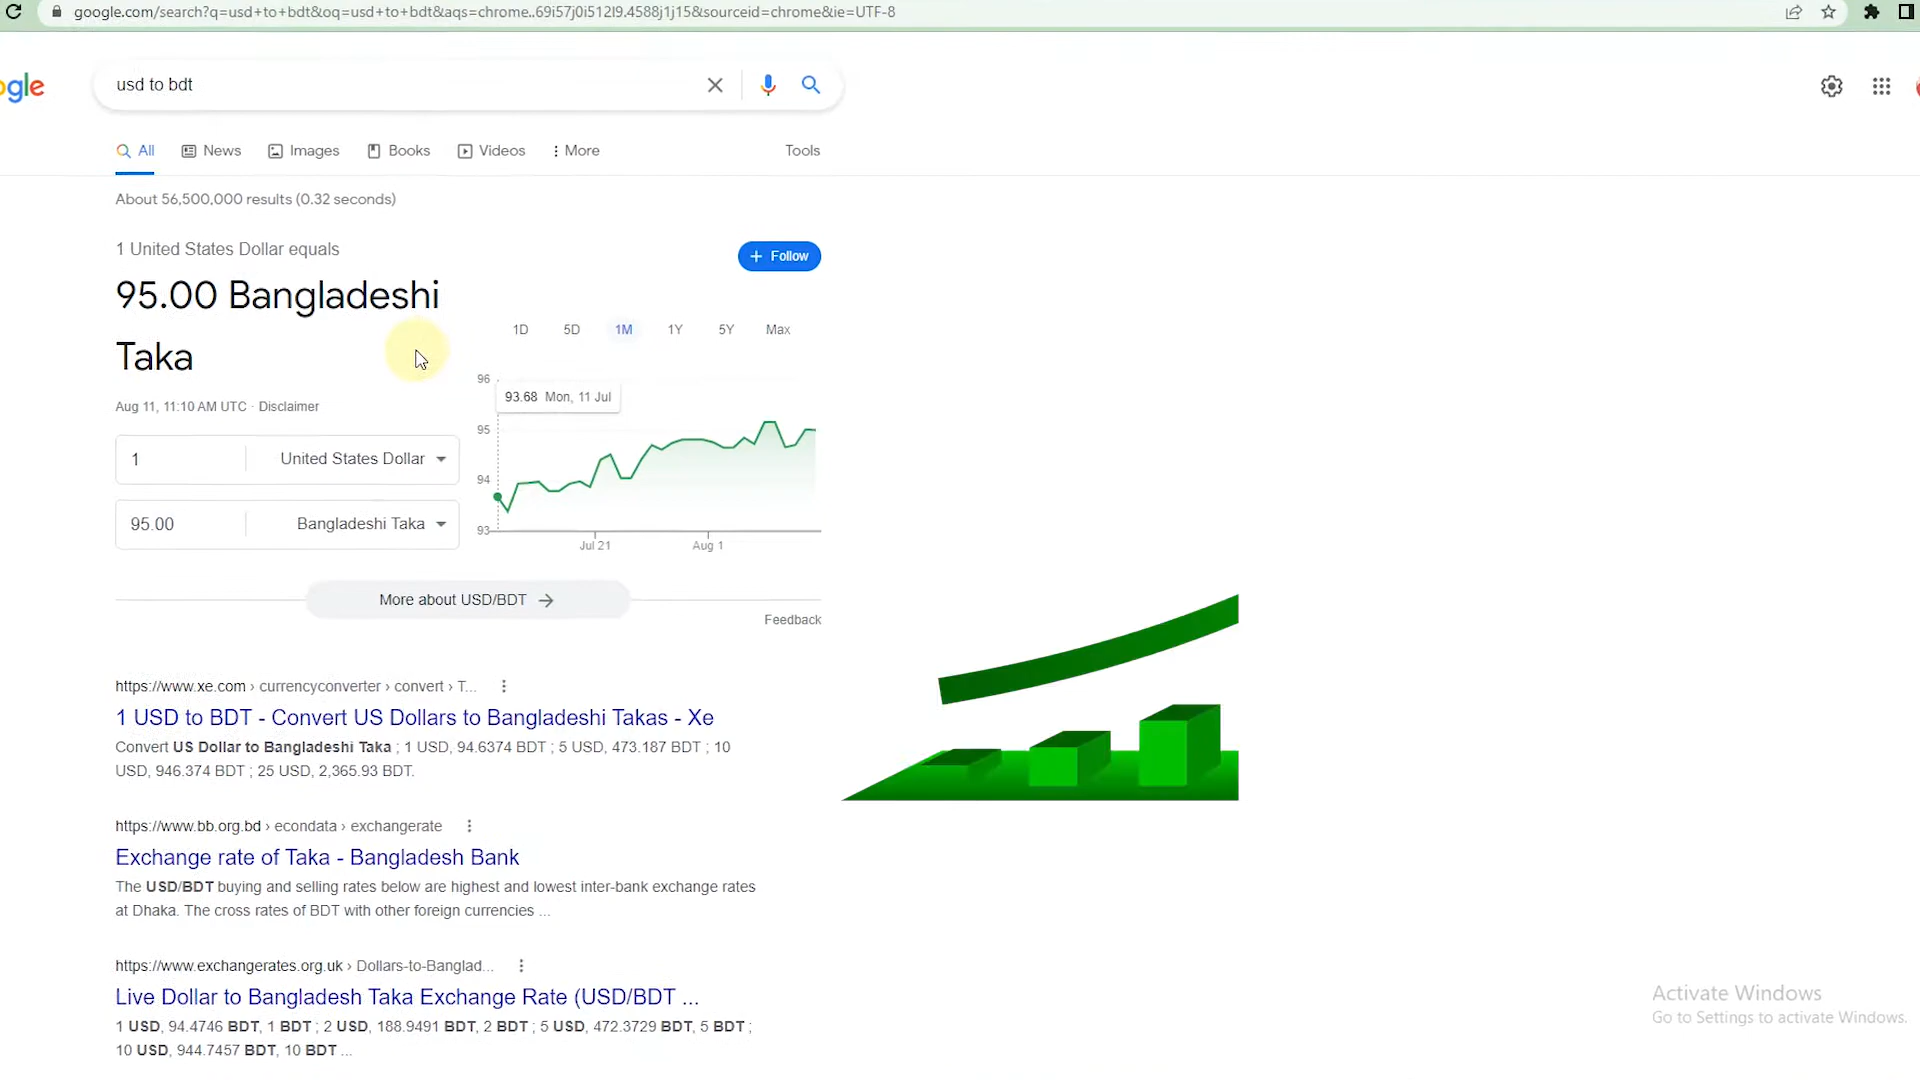 google.com/search?q=usd+to+bdt&oq=usd+to+bdt&aqs=chrome..69i57j0i512l9.4588j1j15&sourceid=chrome&ie=UTF-8
ogle
usd to bdt
All News Images Books Videos More Tools
About 56,500,000 results (0.32 seconds)
1 United States Dollar equals
+ Follow
95.00 Bangladeshi
Taka
1D 5D 1M 1Y 5Y Max
96
93.68 Mon, 11 Jul
95
94
93
Jul 21 Aug 1
Aug 11, 11:10 AM UTC · Disclaimer
1 United States Dollar
95.00 Bangladeshi Taka
More about USD/BDT →
Feedback
https://www.xe.com › currencyconverter › convert › T...
1 USD to BDT - Convert US Dollars to Bangladeshi Takas - Xe
Convert US Dollar to Bangladeshi Taka ; 1 USD, 94.6374 BDT ; 5 USD, 473.187 BDT ; 10
USD, 946.374 BDT ; 25 USD, 2,365.93 BDT.
https://www.bb.org.bd › econdata › exchangerate
Exchange rate of Taka - Bangladesh Bank
The USD/BDT buying and selling rates below are highest and lowest inter-bank exchange rates
at Dhaka. The cross rates of BDT with other foreign currencies ...
https://www.exchangerates.org.uk › Dollars-to-Banglad...
Live Dollar to Bangladesh Taka Exchange Rate (USD/BDT ...
1 USD, 94.4746 BDT, 1 BDT ; 2 USD, 188.9491 BDT, 2 BDT ; 5 USD, 472.3729 BDT, 5 BDT ;
10 USD, 944.7457 BDT, 10 BDT ...
Activate Windows
Go to Settings to activate Windows.